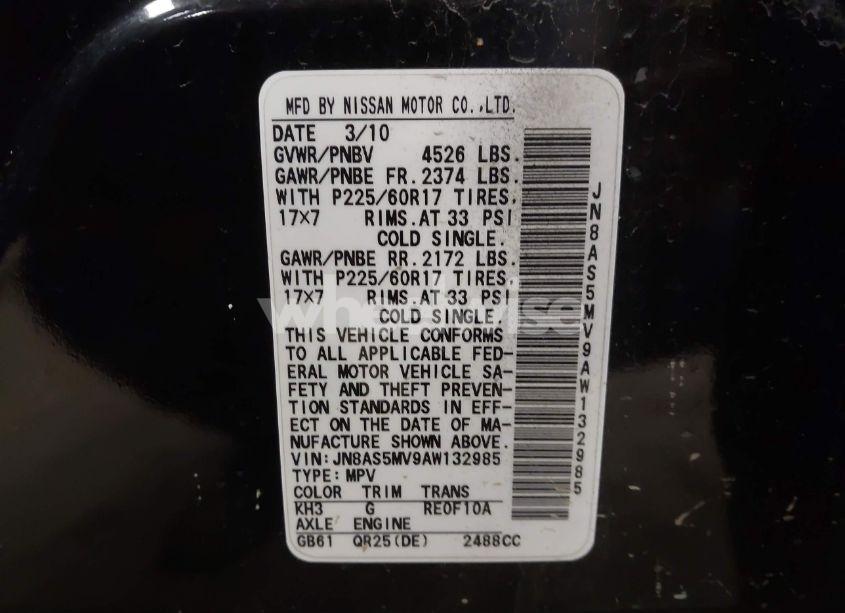 MFD BY NISSAN MOTOR CO.,LTD.
DATE 3/10
GVWR/PNBV 4526 LBS.
GAWR/PNBE FR. 2374 LBS.
WITH P225/60R17 TIRES,
17×7 RIMS. AT 33 PSI
COLD SINGLE.
GAWR/PNBE RR. 2172 LBS.
WITH P225/60R17 TIRES,
17×7 RIMS. AT 33 PSI
COLD SINGLE.
THIS VEHICLE CONFORMS
TO ALL APPLICABLE FED-
ERAL MOTOR VEHICLE SA-
FETY AND THEFT PREVEN-
TION STANDARDS IN EFF-
ECT ON THE DATE OF MA-
NUFACTURE SHOWN ABOVE.
VIN: JN8AS5MV9AW132985
TYPE: MPV
COLOR TRIM TRANS
KH3 G RE0F10A
AXLE ENGINE
GB61 QR25(DE) 2488CC
JN8AS5MV9AW132985